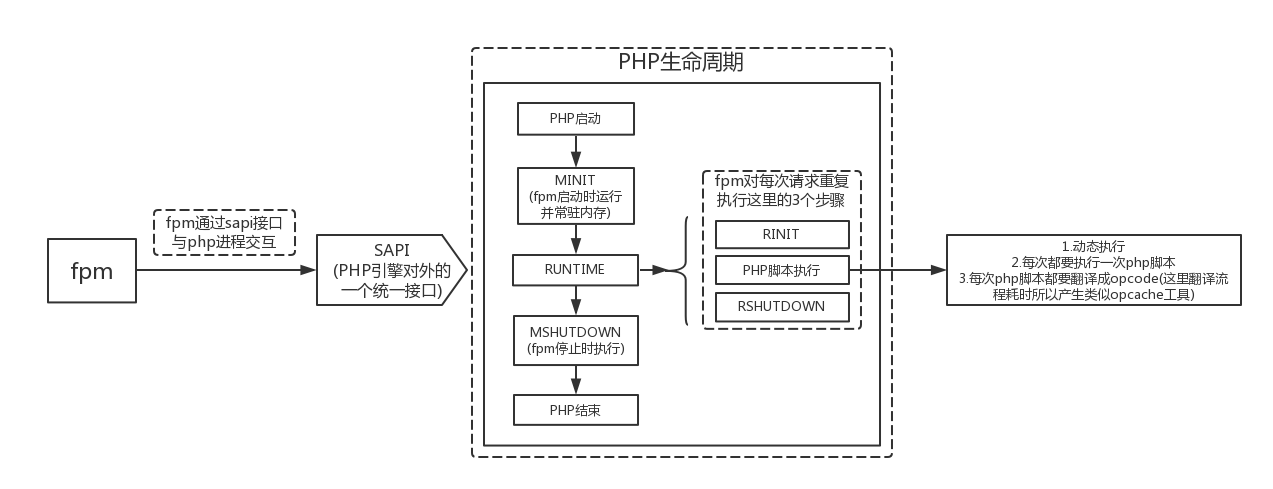 PHP生命周期
PHP启动
MINIT
(fpm启动时运行
并常驻内存)
fpm对每次请求重复
执行这里的3个步骤
fpm通过sapi接口
与php进程交互
RINIT
fpm
SAPI
(PHP引擎对外的
一个统一接口)
RUNTIME
PHP脚本执行
1.动态执行
2.每次都要执行一次php脚本
3.每次php脚本都要翻译成opcode(这里翻译流
程耗时所以产生类似opcache工具)
RSHUTDOWN
MSHUTDOWN
(fpm停止时执行)
PHP结束